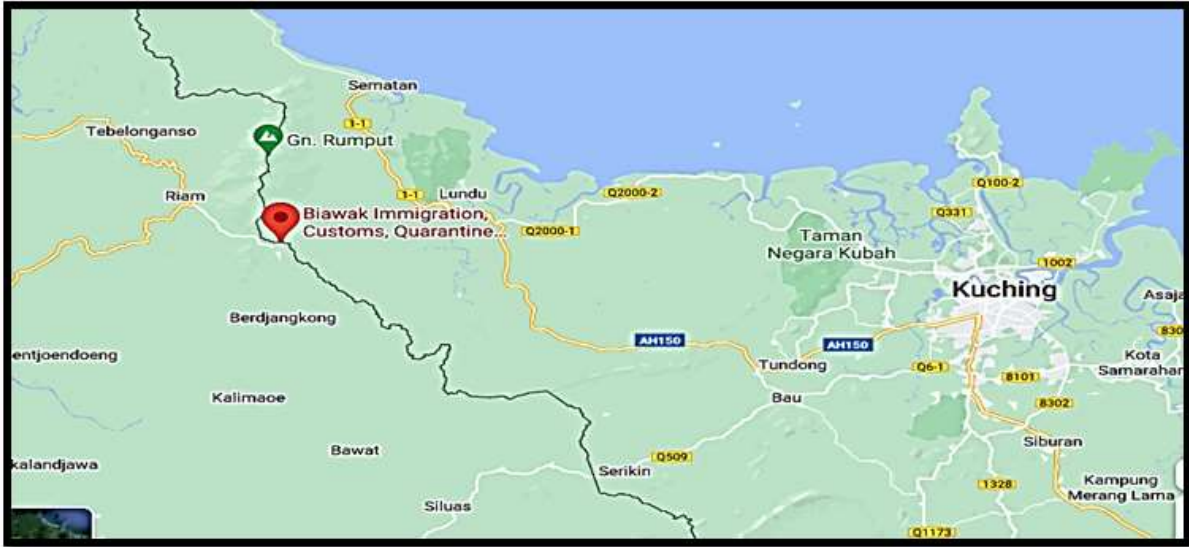 Sematan
1-1
Tebelonganso
Gn. Rumput
Riam
1-1
Lundu
Q2000-2
Q100-2
Biawak Immigration,
Customs, Quarantine...
Q2000-1
Q331
Taman
Negara Kubah
1002
Kuching
Asaja
Berdjangkong
830
AH150
AH150
entjoendoeng
Tundong
Q6-1
8101
Kota
Samarahan
Kalimaoe
Bau
8302
Siburan
Bawat
Q509
kalandjawa
Serikin
1328
Kampung
Merang Lama
Siluas
Q1173